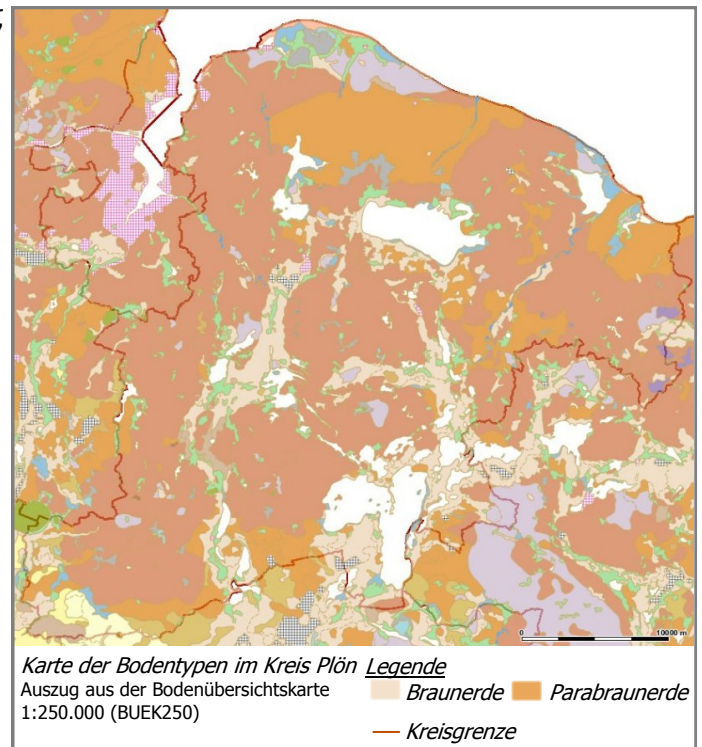 0 10000 m
Karte der Bodentypen im Kreis Plön Legende
Auszug aus der Bodenübersichtskarte Braunerde Parabraunerde
1:250.000 (BUEK250)
Kreisgrenze